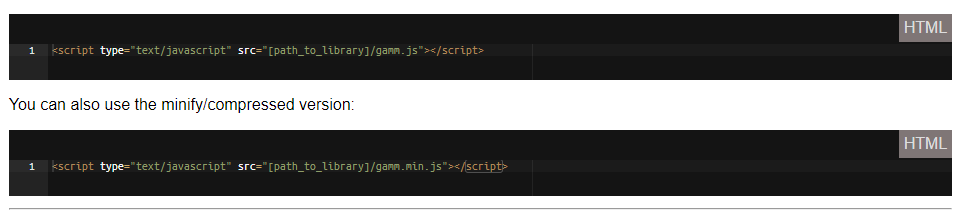 HTML
1 <script type="text/javascript" src="[path_to_library]/gamm.js"></script>
You can also use the minify/compressed version:
HTML
1 <script type="text/javascript" src="[path_to_library]/gamm.min.js"></script>